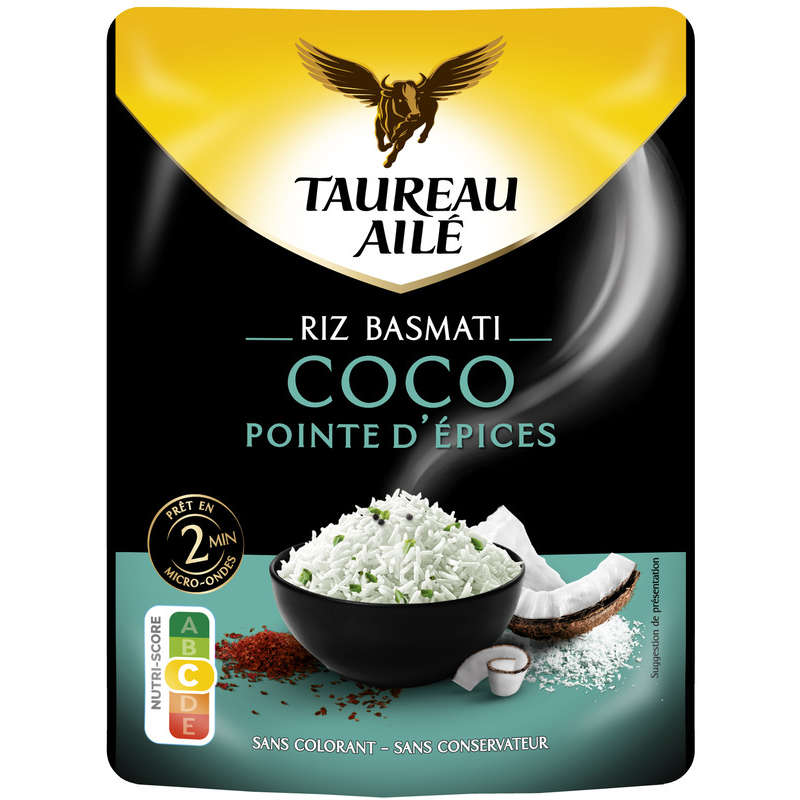 TAUREAU
AILÉ
RIZ BASMATI
COCO
POINTE D'ÉPICES
PRÊT EN
2 MIN
MICRO-ONDES
NUTRI-SCORE
A
B
C
D
E
Suggestion de présentation
SANS COLORANT - SANS CONSERVATEUR